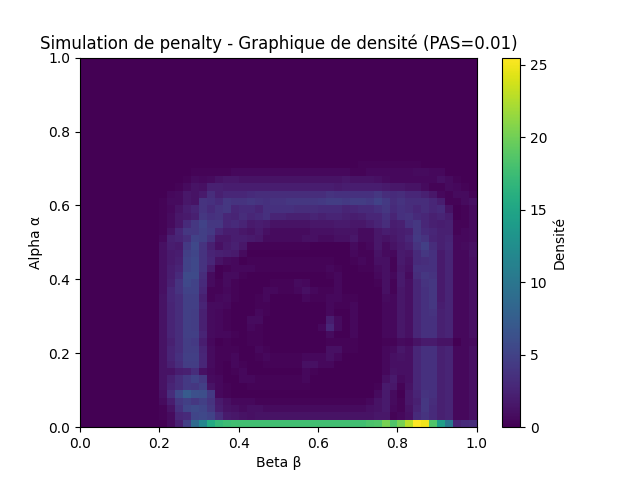 Simulation de penalty - Graphique de densité (PAS=0.01)
1.0
0.8
0.6
0.4
0.2
0.0
Alpha α
0.0 0.2 0.4 0.6 0.8 1.0
Beta β
25
20
15
10
5
0
Densité